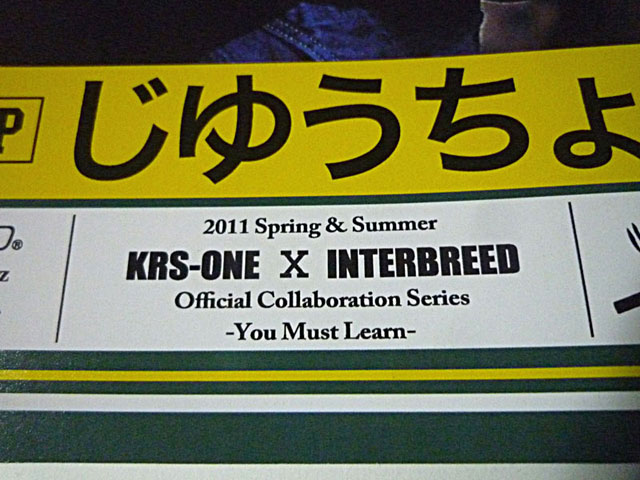 P じゆうちょ
2011 Spring & Summer
KRS-ONE X INTERBREED
Official Collaboration Series
-You Must Learn-